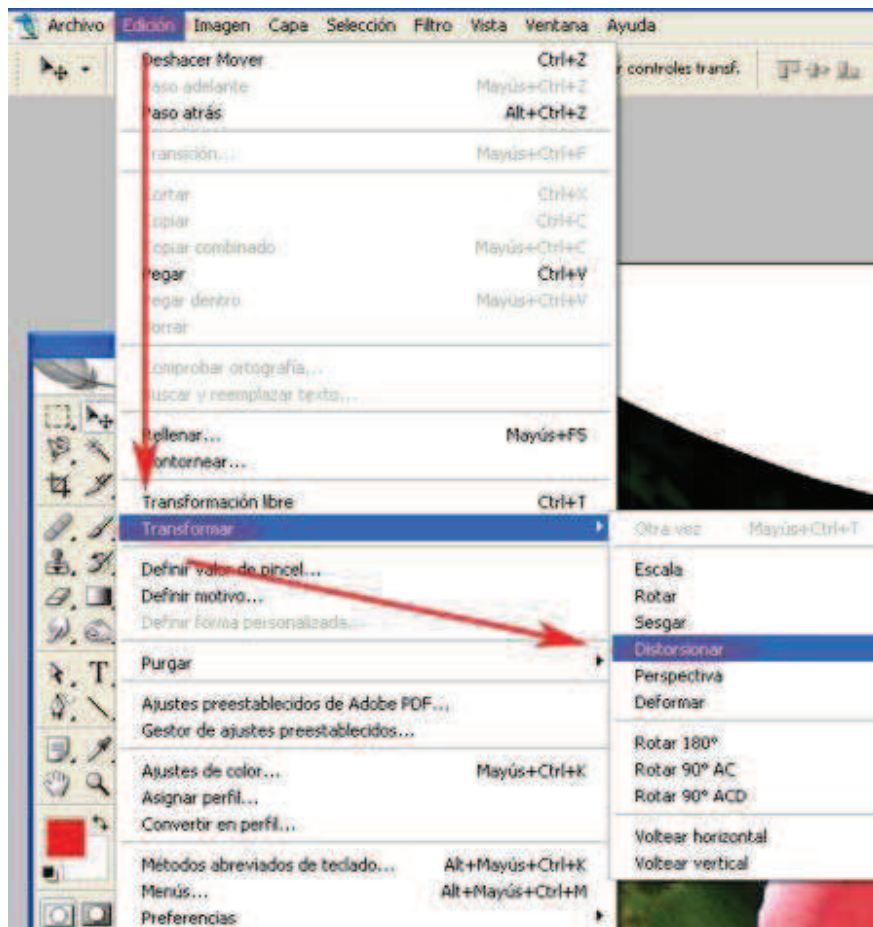 Archivo Edición Imagen Capa Selección Filtro Vista Ventana Ayuda
r controles transf.
Deshacer Mover Ctrl+Z
Paso adelante Mayús+Ctrl+Z
Paso atrás Alt+Ctrl+Z
Transición... Mayús+Ctrl+F
Cortar Ctrl+X
Copiar Ctrl+C
Copiar combinado Mayús+Ctrl+C
Pegar Ctrl+V
Pegar dentro Mayús+Ctrl+V
Borrar
Comprobar ortografía...
Buscar y reemplazar texto...
Rellenar... Mayús+F5
Contornear...
Transformación libre Ctrl+T
Transformar
Otra vez Mayús+Ctrl+T
Escala
Rotar
Sesgar
Distorsionar
Perspectiva
Deformar
Rotar 180°
Rotar 90° AC
Rotar 90° ACD
Voltear horizontal
Voltear vertical
Definir valor de pincel...
Definir motivo...
Definir forma personalizada...
Purgar
Ajustes preestablecidos de Adobe PDF...
Gestor de ajustes preestablecidos...
Ajustes de color... Mayús+Ctrl+K
Asignar perfil...
Convertir en perfil...
Métodos abreviados de teclado... Alt+Mayús+Ctrl+K
Menús... Alt+Mayús+Ctrl+M
Preferencias